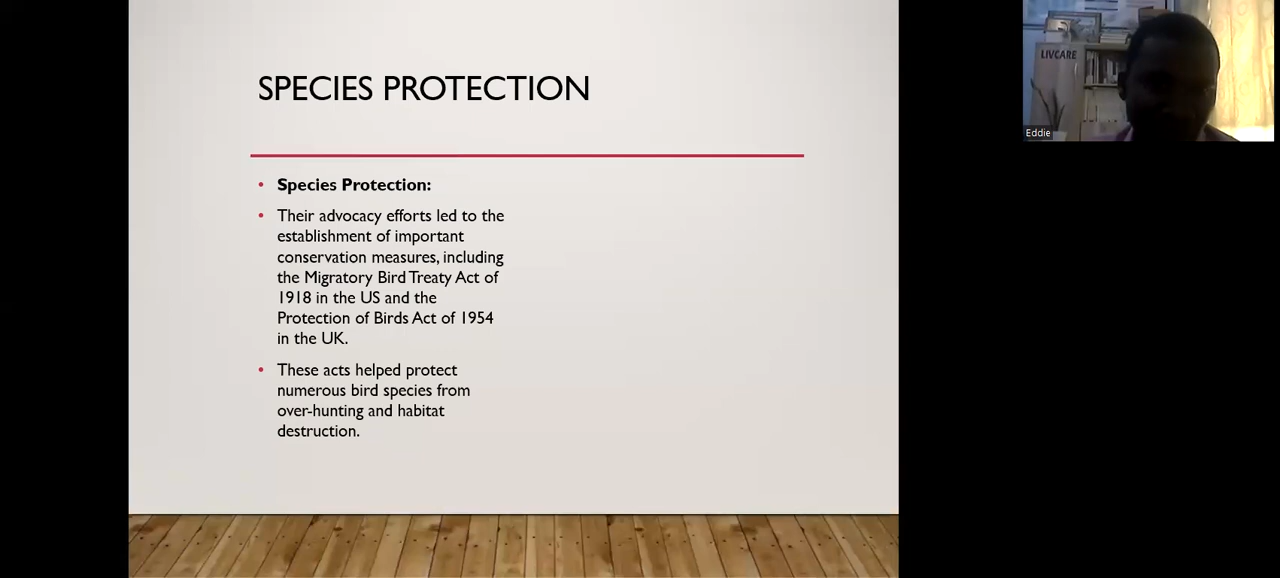 SPECIES PROTECTION
• Species Protection:
• Their advocacy efforts led to the
establishment of important
conservation measures, including
the Migratory Bird Treaty Act of
1918 in the US and the
Protection of Birds Act of 1954
in the UK.
• These acts helped protect
numerous bird species from
over-hunting and habitat
destruction.
LIVCARE
Eddie